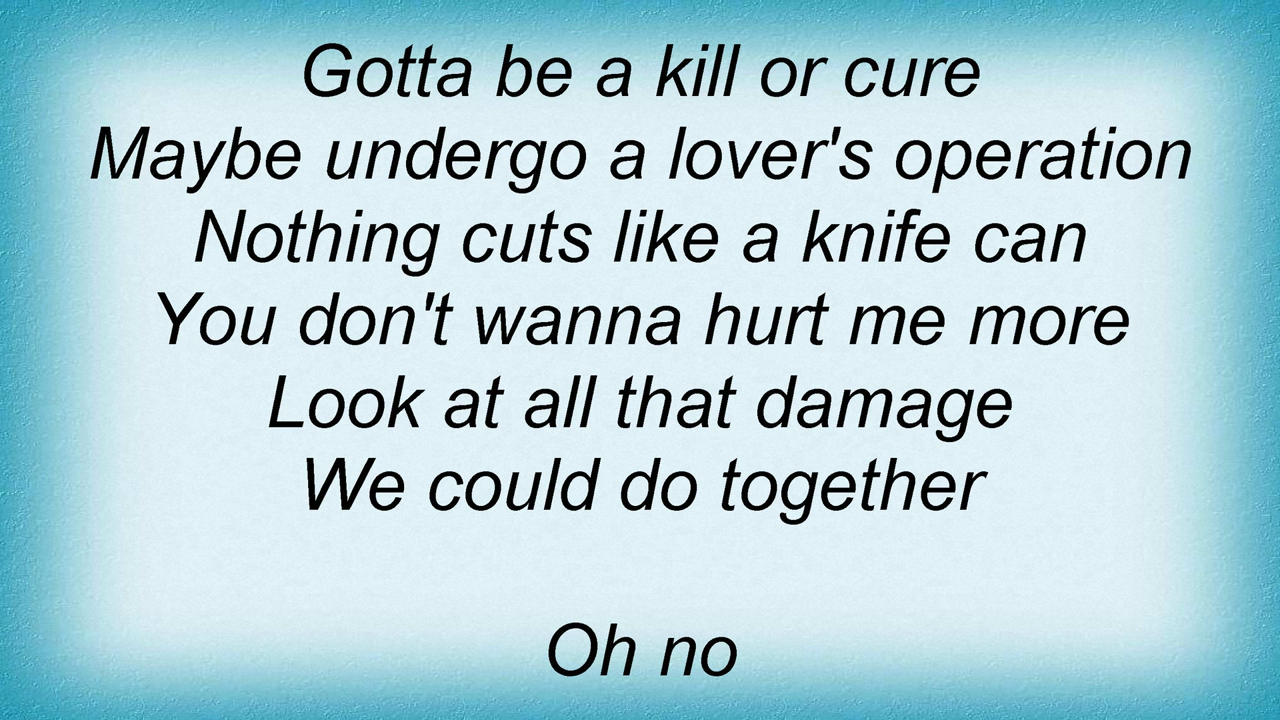 Gotta be a kill or cure
Maybe undergo a lover's operation
Nothing cuts like a knife can
You don't wanna hurt me more
Look at all that damage
We could do together
Oh no